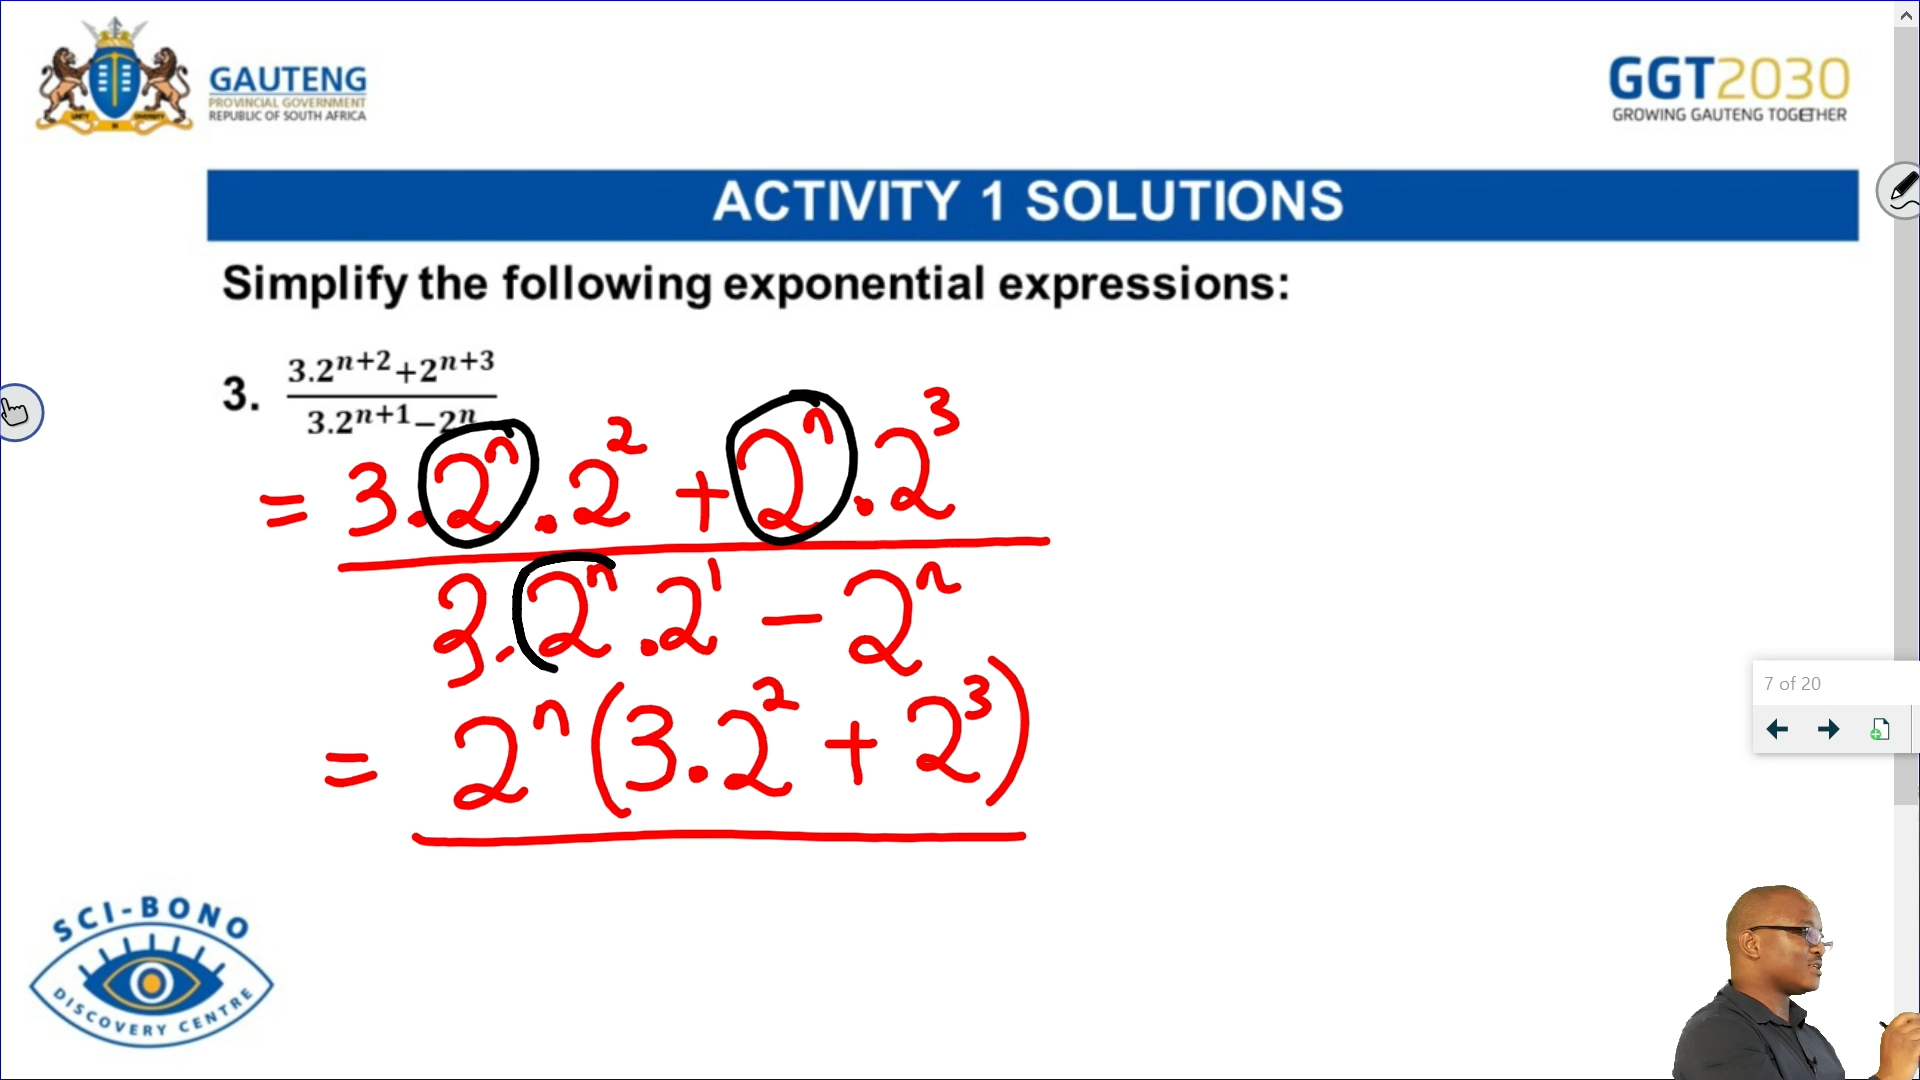 GAUTENG
PROVINCIAL GOVERNMENT
REPUBLIC OF SOUTH AFRICA
GGT2030
GROWING GAUTENG TOGETHER
ACTIVITY 1 SOLUTIONS
Simplify the following exponential expressions:
3. \frac{3.2^{n+2}+2^{n+3}}{3.2^{n+1}-2^{n}}
= \frac{3.2^{n}.2^{2}+2^{n}.2^{3}}{3.2^{n}.2^{1}-2^{n}}
= 2^{n}(3.2^{2}+2^{3})
7 of 20
SCI-BONO
DISCOVERY CENTRE